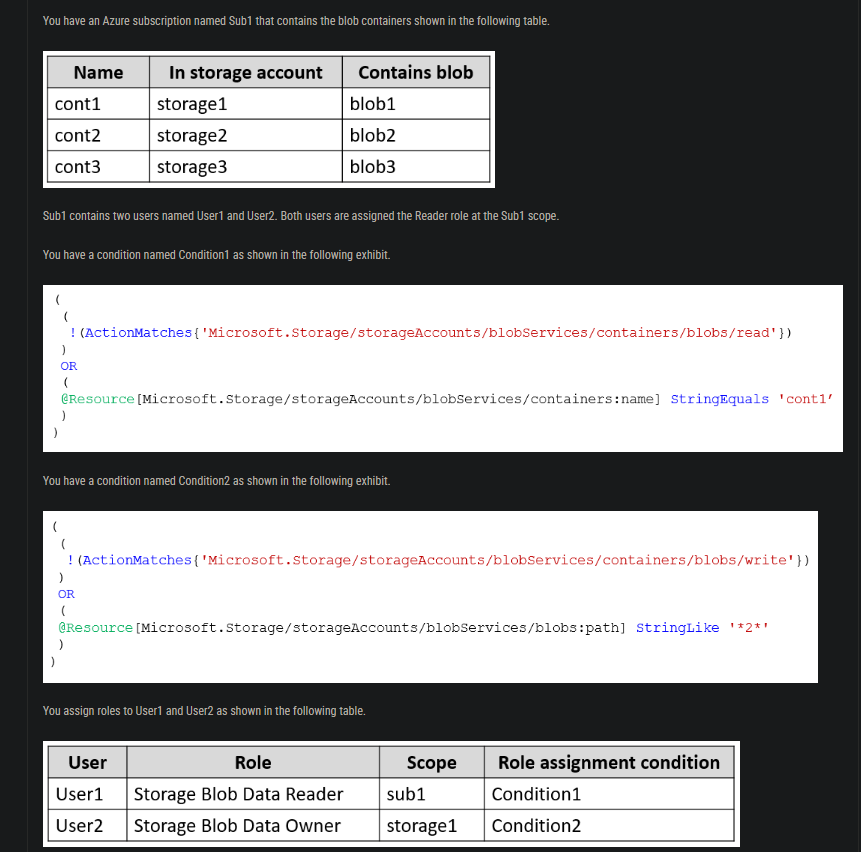 You have an Azure subscription named Sub1 that contains the blob containers shown in the following table.
Name In storage account Contains blob
cont1 storage1 blob1
cont2 storage2 blob2
cont3 storage3 blob3
Sub1 contains two users named User1 and User2. Both users are assigned the Reader role at the Sub1 scope.
You have a condition named Condition1 as shown in the following exhibit.
(
(
!(ActionMatches{'Microsoft.Storage/storageAccounts/blobServices/containers/blobs/read'})
)
OR
(
@Resource[Microsoft.Storage/storageAccounts/blobServices/containers:name] StringEquals 'cont1’
)
)
You have a condition named Condition2 as shown in the following exhibit.
(
(
!(ActionMatches{'Microsoft.Storage/storageAccounts/blobServices/containers/blobs/write'})
)
OR
(
@Resource[Microsoft.Storage/storageAccounts/blobServices/blobs:path] StringLike '*2*'
)
)
You assign roles to User1 and User2 as shown in the following table.
User Role Scope Role assignment condition
User1 Storage Blob Data Reader sub1 Condition1
User2 Storage Blob Data Owner storage1 Condition2